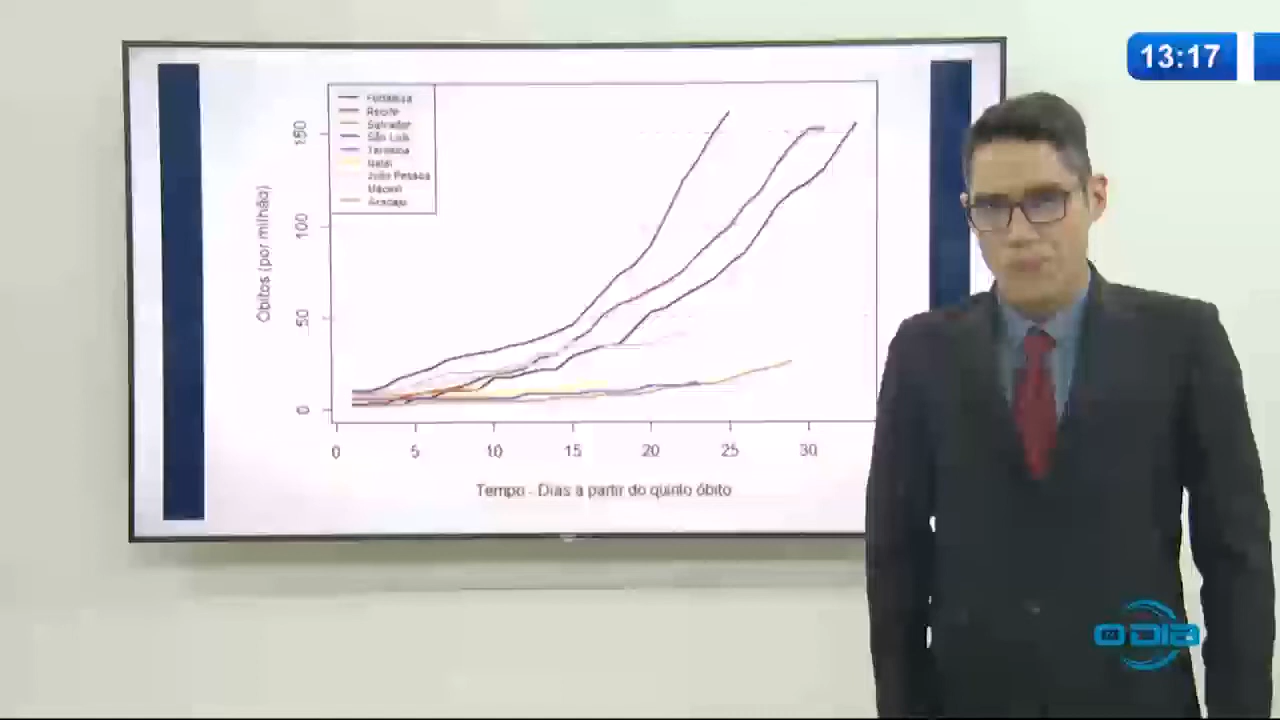 13:17
Fortaleza
Recife
Salvador
São Luís
Teresina
Natal
João Pessoa
Maceió
Aracaju
Óbitos (por milhão)
150
100
50
0
0 5 10 15 20 25 30
Tempo - Dias a partir do quinto óbito
O DIA